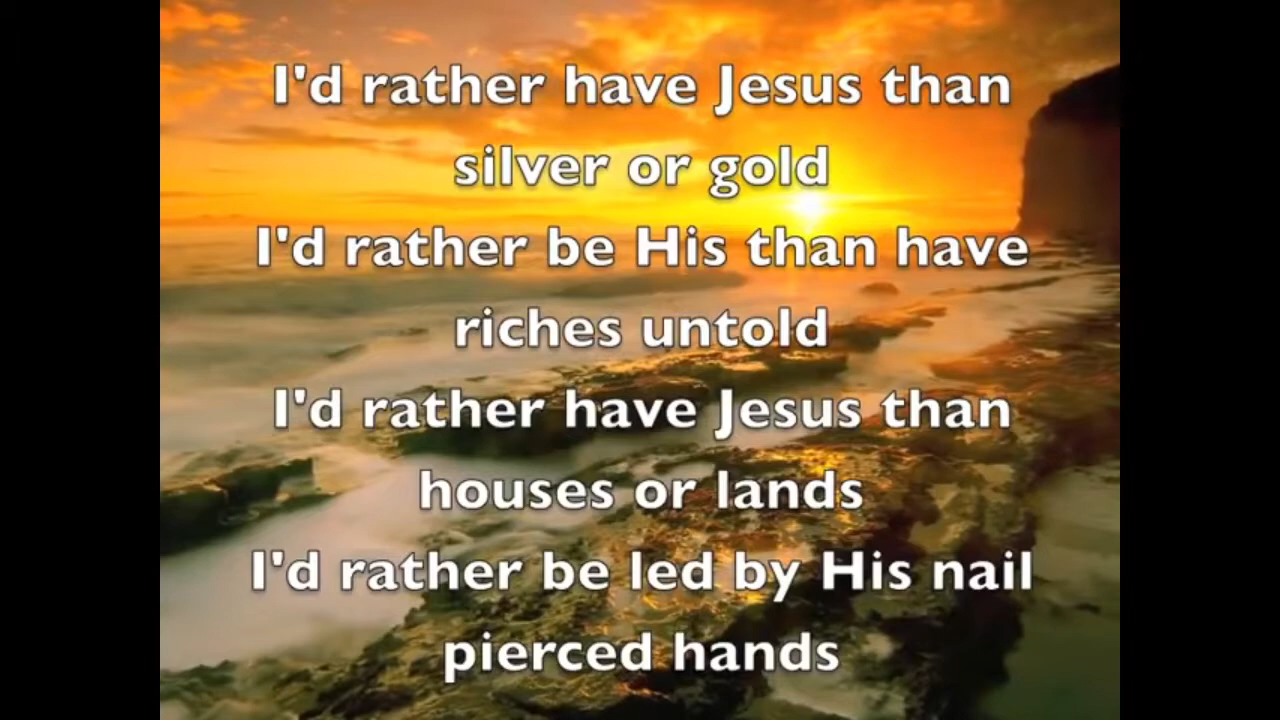 I'd rather have Jesus than
silver or gold
I'd rather be His than have
riches untold
I'd rather have Jesus than
houses or lands
I'd rather be led by His nail
pierced hands